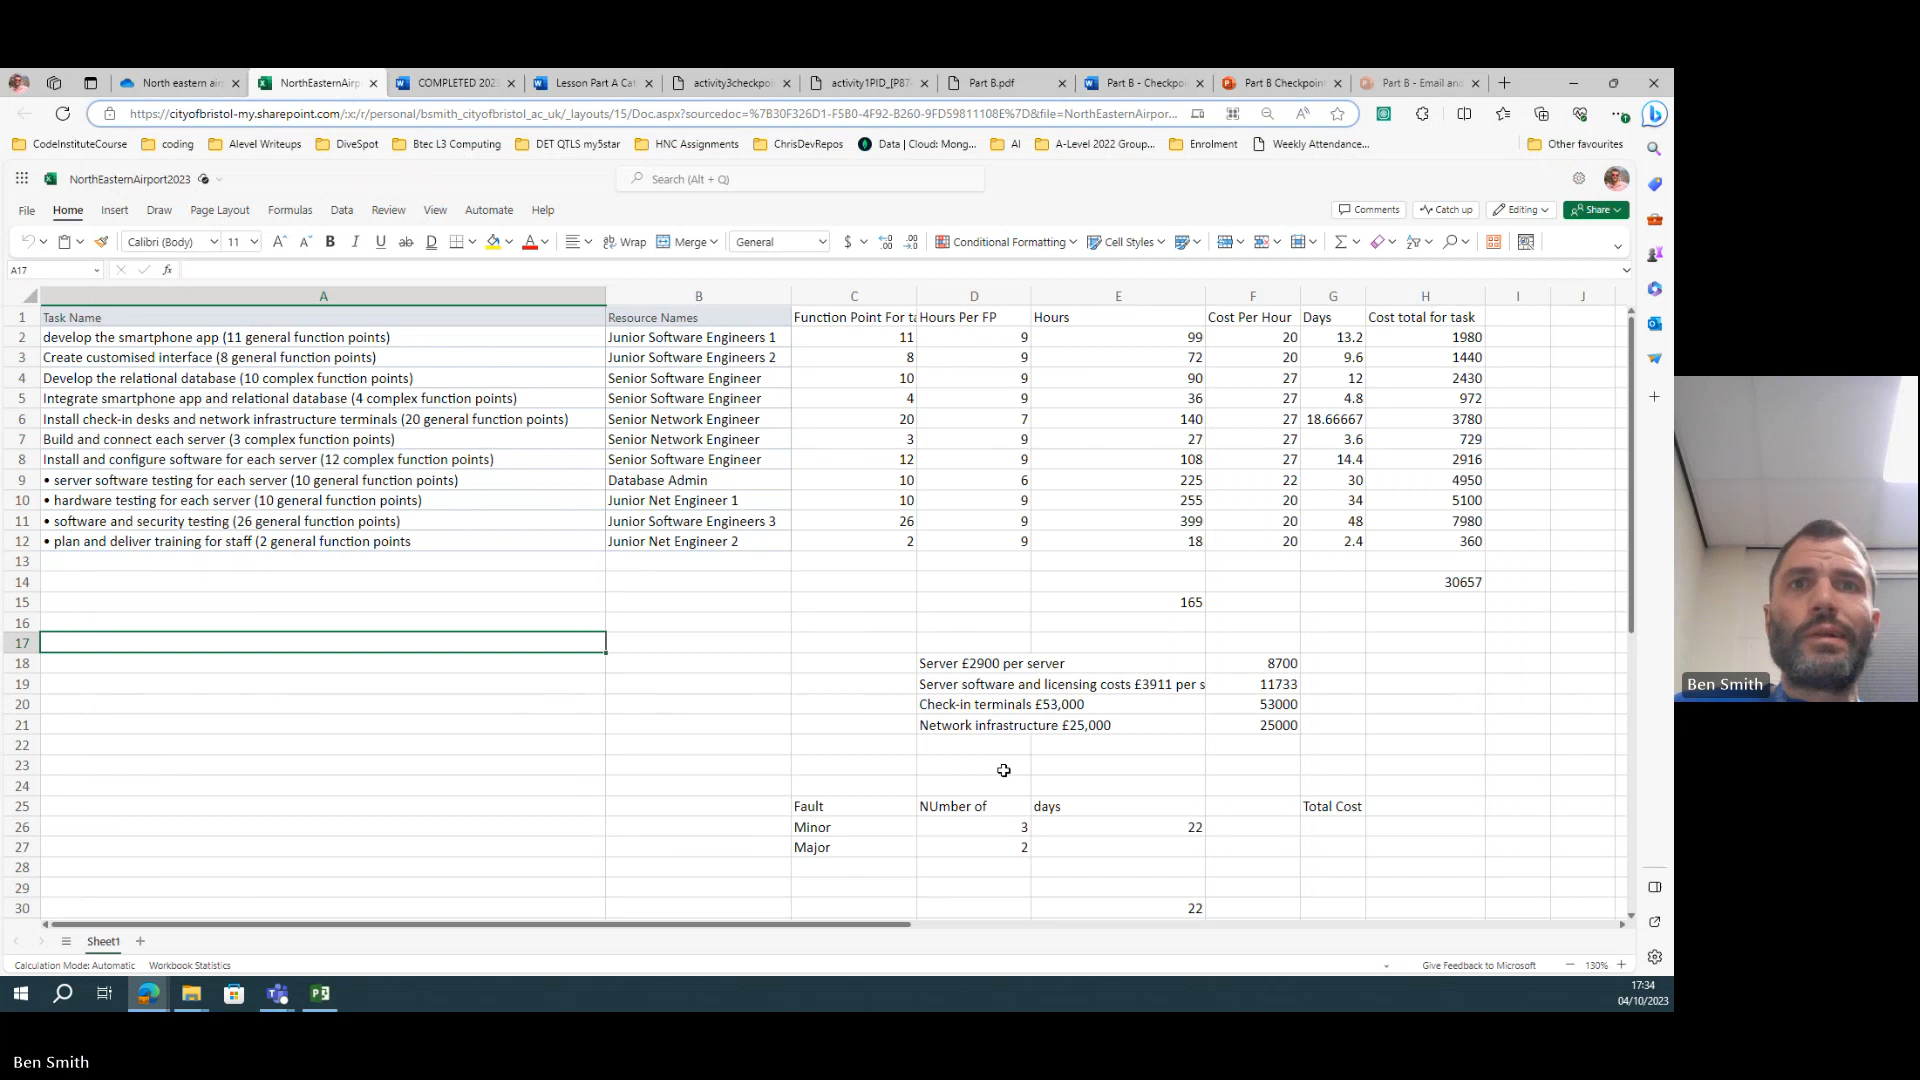 North eastern air
NorthEasternAirp
COMPLETED 202
Lesson Part A Cat
activity3checkpoi
activity1PID_[P87
Part B.pdf
Part B - Checkpo
Part B Checkpoint
Part B - Email and
https://cityofbristol-my.sharepoint.com/:x:/r/personal/bsmith_cityofbristol_ac_uk/_layouts/15/Doc.aspx?sourcedoc=%7B30F326D1-F5B0-4F92-B260-9FD59811108E%7D&file=NorthEasternAirpor...
CodeInstituteCourse coding Alevel Writeups DiveSpot Btec L3 Computing DET QTLS my5star HNC Assignments ChrisDevRepos Data | Cloud: Mong... AI A-Level 2022 Group... Enrolment Weekly Attendance... Other favourites
NorthEasternAirport2023
Search (Alt + Q)
File Home Insert Draw Page Layout Formulas Data Review View Automate Help
Comments Catch up Editing Share
Calibri (Body) 11 A A B I U ab D A Wrap Merge General $ Conditional Formatting Cell Styles
A17 fx
A B C D E F G H I J
1 Task Name Resource Names Function Point For ta Hours Per FP Hours Cost Per Hour Days Cost total for task
2 develop the smartphone app (11 general function points) Junior Software Engineers 1 11 9 99 20 13.2 1980
3 Create customised interface (8 general function points) Junior Software Engineers 2 8 9 72 20 9.6 1440
4 Develop the relational database (10 complex function points) Senior Software Engineer 10 9 90 27 12 2430
5 Integrate smartphone app and relational database (4 complex function points) Senior Software Engineer 4 9 36 27 4.8 972
6 Install check-in desks and network infrastructure terminals (20 general function points) Senior Network Engineer 20 7 140 27 18.66667 3780
7 Build and connect each server (3 complex function points) Senior Network Engineer 3 9 27 27 3.6 729
8 Install and configure software for each server (12 complex function points) Senior Software Engineer 12 9 108 27 14.4 2916
9 • server software testing for each server (10 general function points) Database Admin 10 6 225 22 30 4950
10 • hardware testing for each server (10 general function points) Junior Net Engineer 1 10 9 255 20 34 5100
11 • software and security testing (26 general function points) Junior Software Engineers 3 26 9 399 20 48 7980
12 • plan and deliver training for staff (2 general function points Junior Net Engineer 2 2 9 18 20 2.4 360
13
14 30657
15 165
16
17
18 Server £2900 per server 8700
19 Server software and licensing costs £3911 per s 11733
20 Check-in terminals £53,000 53000
21 Network infrastructure £25,000 25000
22
23
24
25 Fault NUmber of days Total Cost
26 Minor 3 22
27 Major 2
28
29
30 22
Sheet1
Calculation Mode: Automatic Workbook Statistics Give Feedback to Microsoft 130%
17:34
04/10/2023
Ben Smith
Ben Smith